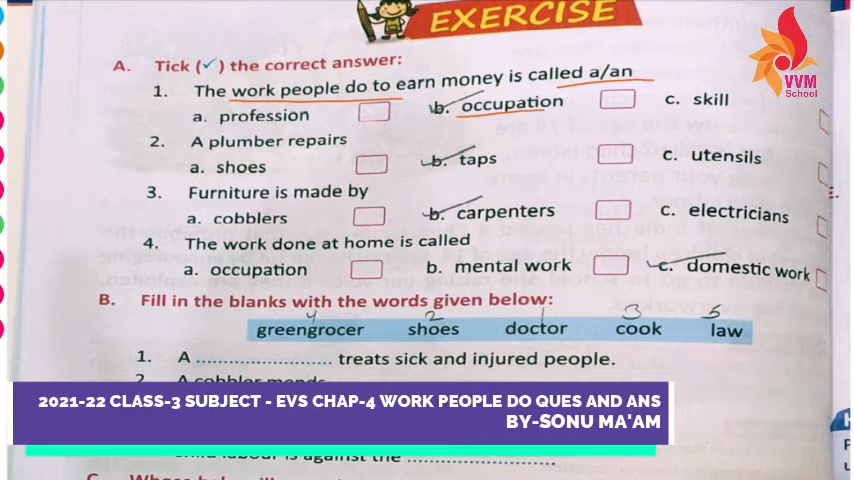 EXERCISE
VVM
School
A. Tick (✓) the correct answer:
1. The work people do to earn money is called a/an
a. profession b. occupation c. skill
2. A plumber repairs
a. shoes b. taps c. utensils
3. Furniture is made by
a. cobblers b. carpenters c. electricians
4. The work done at home is called
a. occupation b. mental work c. domestic work
B. Fill in the blanks with the words given below:
4 2 1 3 5
greengrocer shoes doctor cook law
1. A ........................ treats sick and injured people.
2. A cobbler mends
2021-22 CLASS-3 SUBJECT - EVS CHAP-4 WORK PEOPLE DO QUES AND ANS
BY-SONU MA'AM
child labour is against the ........................